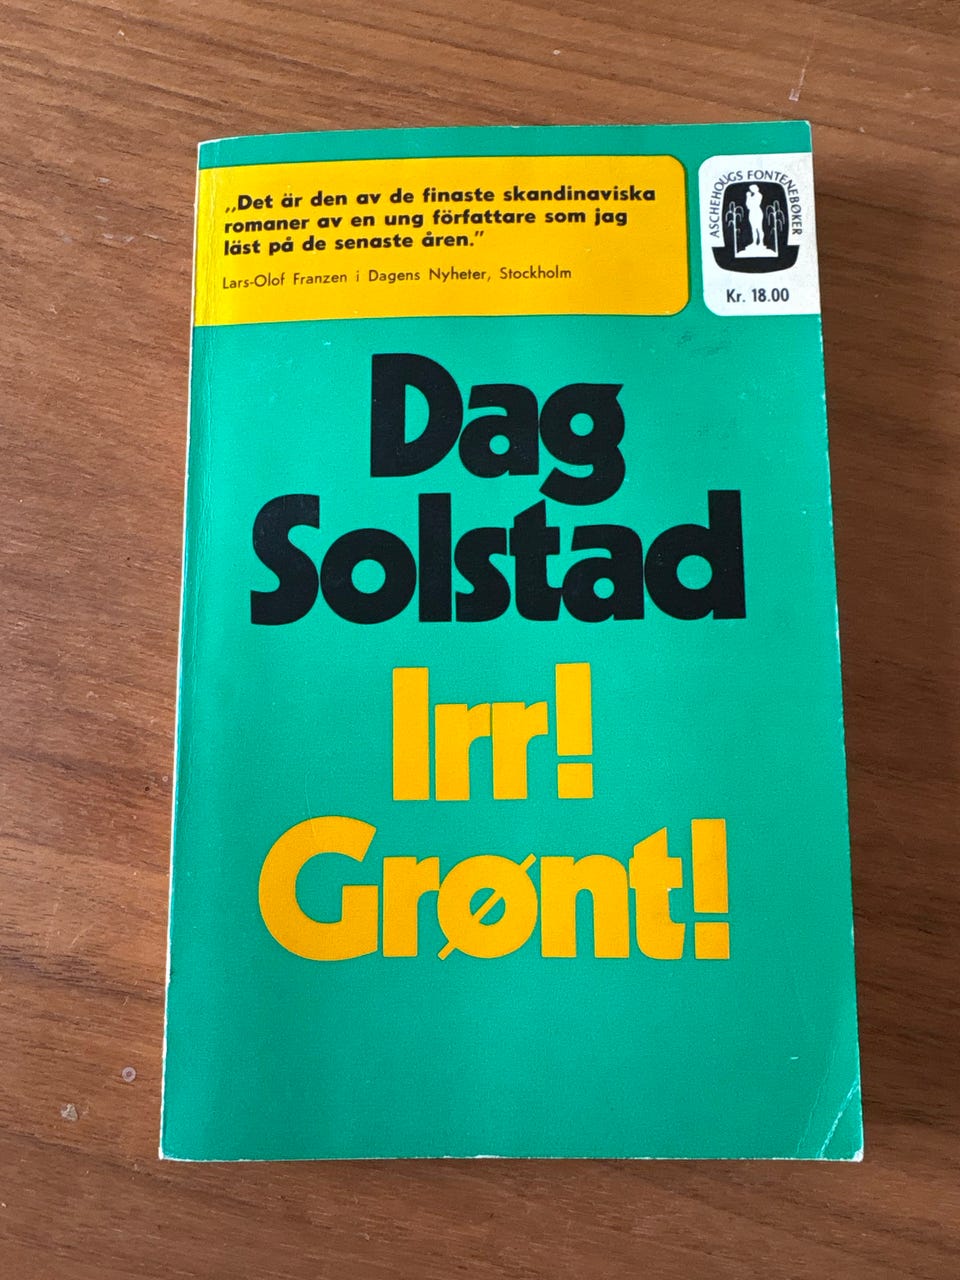 „Det är den av de finaste skandinaviska
romaner av en ung författare som jag
läst på de senaste åren.”
Lars-Olof Franzen i Dagens Nyheter, Stockholm
ASCHEHOUGS FONTENEBØKER
Kr. 18.00
Dag
Solstad
Irr!
Grønt!